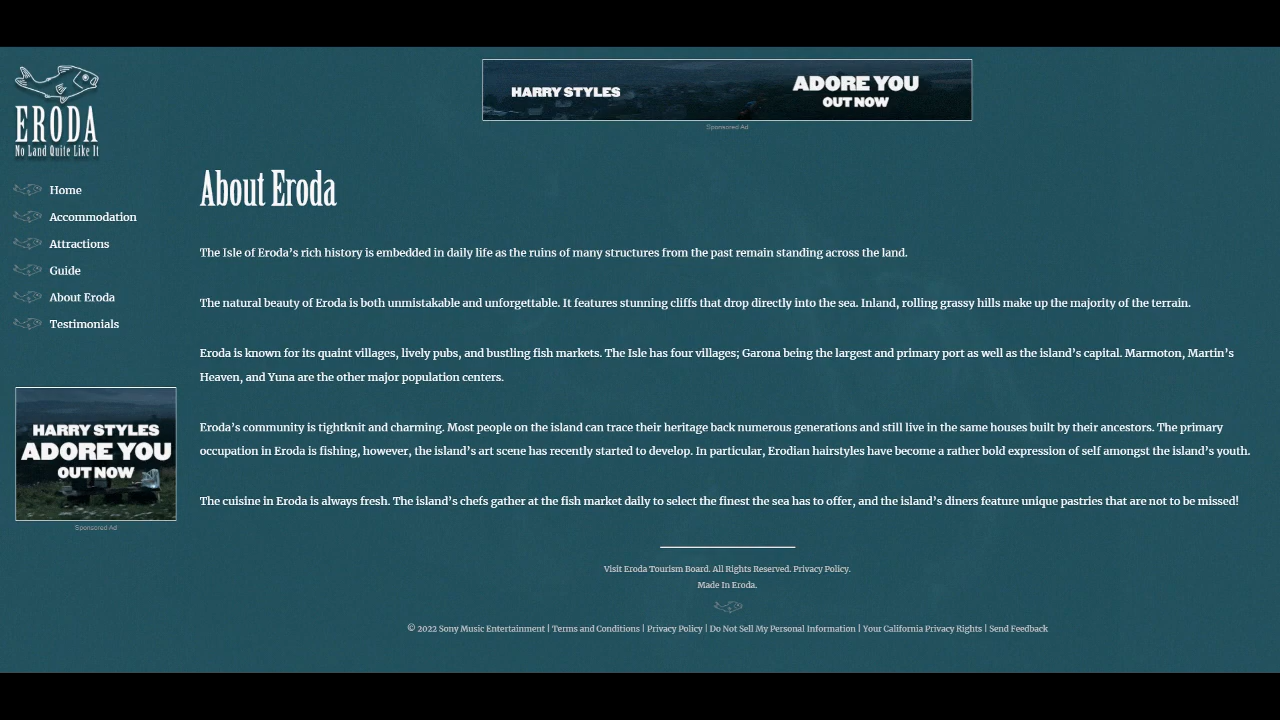 ERODA
No Land Quite Like It
HARRY STYLES
ADORE YOU
OUT NOW
Sponsored Ad
Home
Accommodation
Attractions
Guide
About Eroda
Testimonials
HARRY STYLES
ADORE YOU
OUT NOW
Sponsored Ad
About Eroda
The Isle of Eroda’s rich history is embedded in daily life as the ruins of many structures from the past remain standing across the land.
The natural beauty of Eroda is both unmistakable and unforgettable. It features stunning cliffs that drop directly into the sea. Inland, rolling grassy hills make up the majority of the terrain.
Eroda is known for its quaint villages, lively pubs, and bustling fish markets. The Isle has four villages; Garona being the largest and primary port as well as the island’s capital. Marmoton, Martin’s
Heaven, and Yuna are the other major population centers.
Eroda’s community is tightknit and charming. Most people on the island can trace their heritage back numerous generations and still live in the same houses built by their ancestors. The primary
occupation in Eroda is fishing, however, the island’s art scene has recently started to develop. In particular, Erodian hairstyles have become a rather bold expression of self amongst the island’s youth.
The cuisine in Eroda is always fresh. The island’s chefs gather at the fish market daily to select the finest the sea has to offer, and the island’s diners feature unique pastries that are not to be missed!
Visit Eroda Tourism Board. All Rights Reserved. Privacy Policy.
Made In Eroda.
© 2022 Sony Music Entertainment | Terms and Conditions | Privacy Policy | Do Not Sell My Personal Information | Your California Privacy Rights | Send Feedback